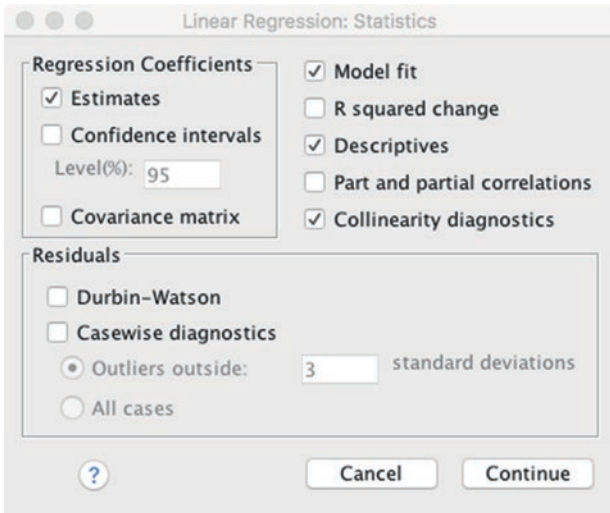 Linear Regression: Statistics
Regression Coefficients
Estimates
Confidence intervals
Level(%): 95
Covariance matrix
Model fit
R squared change
Descriptives
Part and partial correlations
Collinearity diagnostics
Residuals
Durbin-Watson
Casewise diagnostics
Outliers outside: 3 standard deviations
All cases
? Cancel Continue